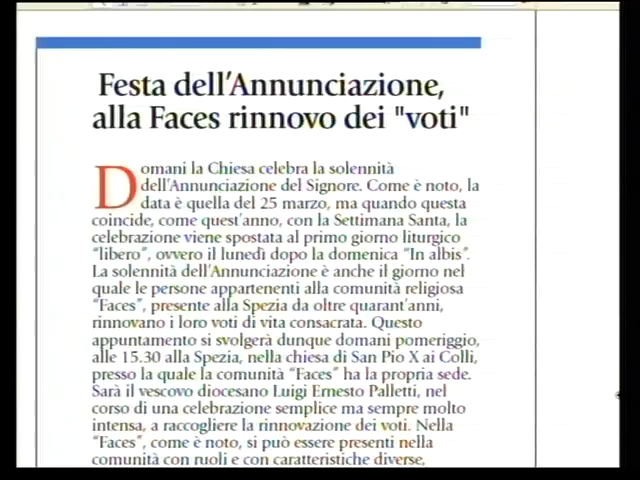 Festa dell'Annunciazione,
alla Faces rinnovo dei "voti"
Domani la Chiesa celebra la solennità
dell'Annunciazione del Signore. Come è noto, la
data è quella del 25 marzo, ma quando questa
coincide, come quest'anno, con la Settimana Santa, la
celebrazione viene spostata al primo giorno liturgico
"libero", ovvero il lunedì dopo la domenica "In albis".
La solennità dell'Annunciazione è anche il giorno nel
quale le persone appartenenti alla comunità religiosa
"Faces", presente alla Spezia da oltre quarant'anni,
rinnovano i loro voti di vita consacrata. Questo
appuntamento si svolgerà dunque domani pomeriggio,
alle 15.30 alla Spezia, nella chiesa di San Pio X ai Colli,
presso la quale la comunità "Faces" ha la propria sede.
Sarà il vescovo diocesano Luigi Ernesto Palletti, nel
corso di una celebrazione semplice ma sempre molto
intensa, a raccogliere la rinnovazione dei voti. Nella
"Faces", come è noto, si può essere presenti nella
comunità con ruoli e con caratteristiche diverse,